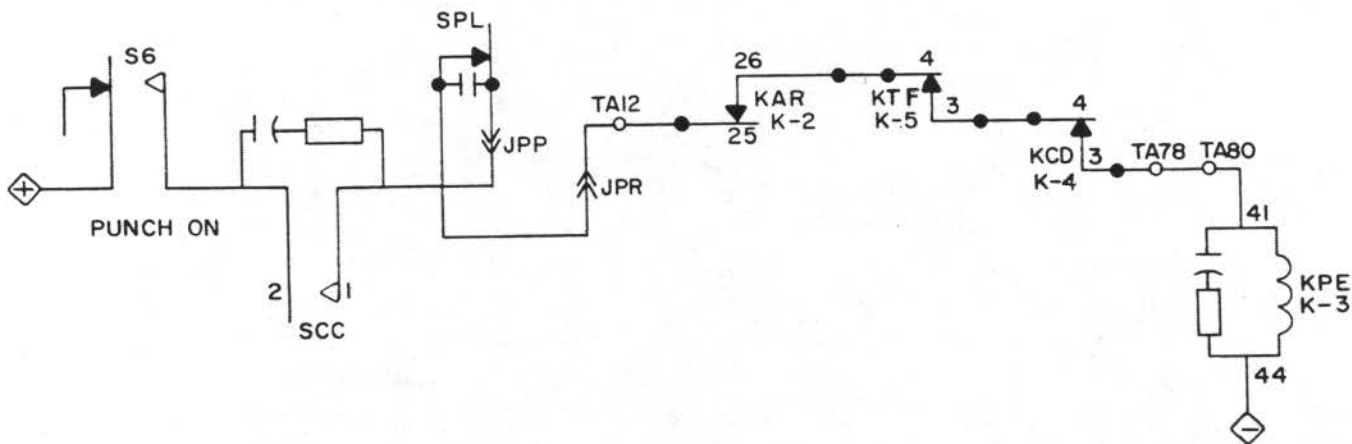 S6
SPL
PUNCH ON
2
1
SCC
JPP
JPR
TA12
26
KAR
K-2
25
4
KTF
K-5
3
4
KCD
K-4
3
TA78
TA80
41
KPE
K-3
44
+
−